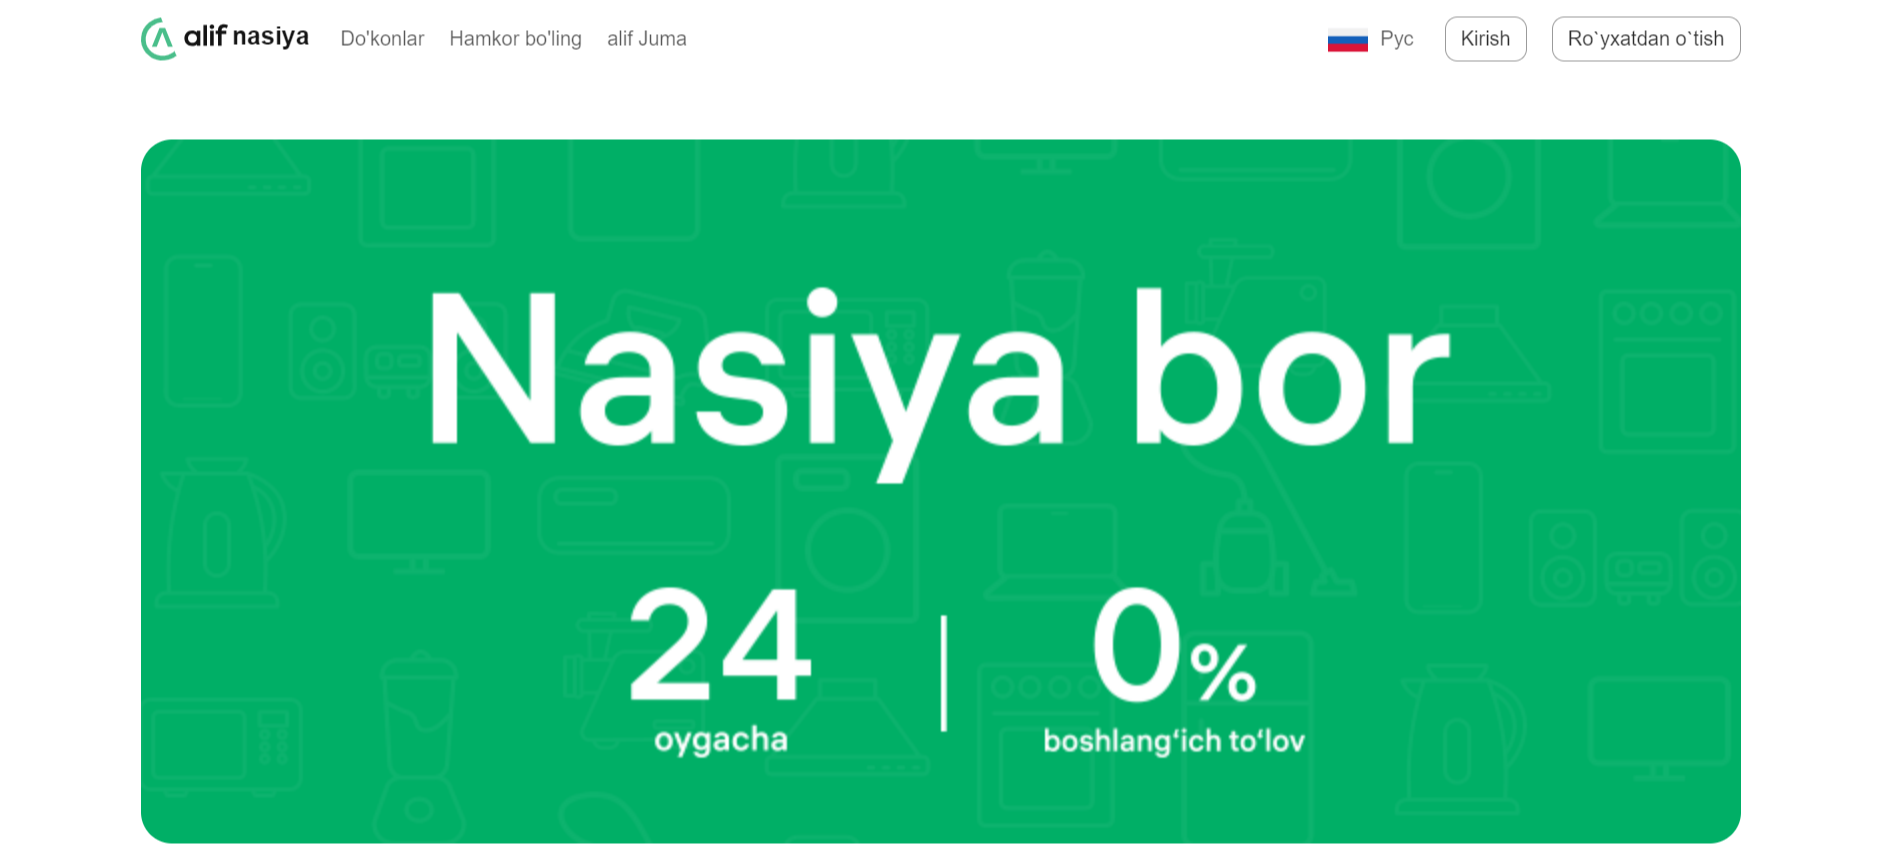 alif nasiya Do'konlar Hamkor bo'ling alif Juma Рус Kirish Ro`yxatdan o`tish
Nasiya bor
24 0%
oygacha boshlang‘ich to‘lov